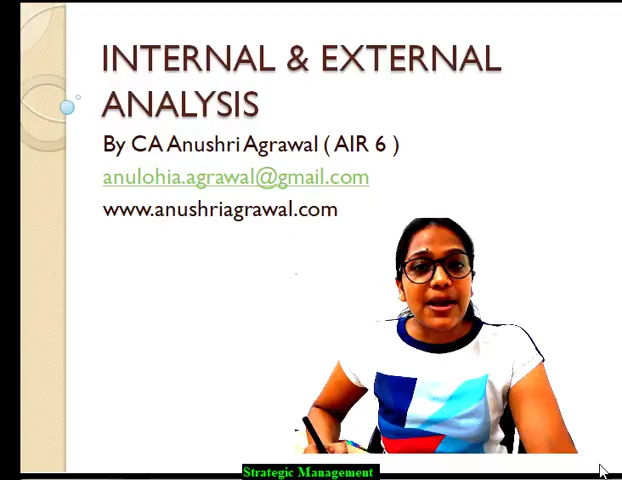 INTERNAL & EXTERNAL
ANALYSIS
By CA Anushri Agrawal ( AIR 6 )
anulohia.agrawal@gmail.com
www.anushriagrawal.com
Strategic Management